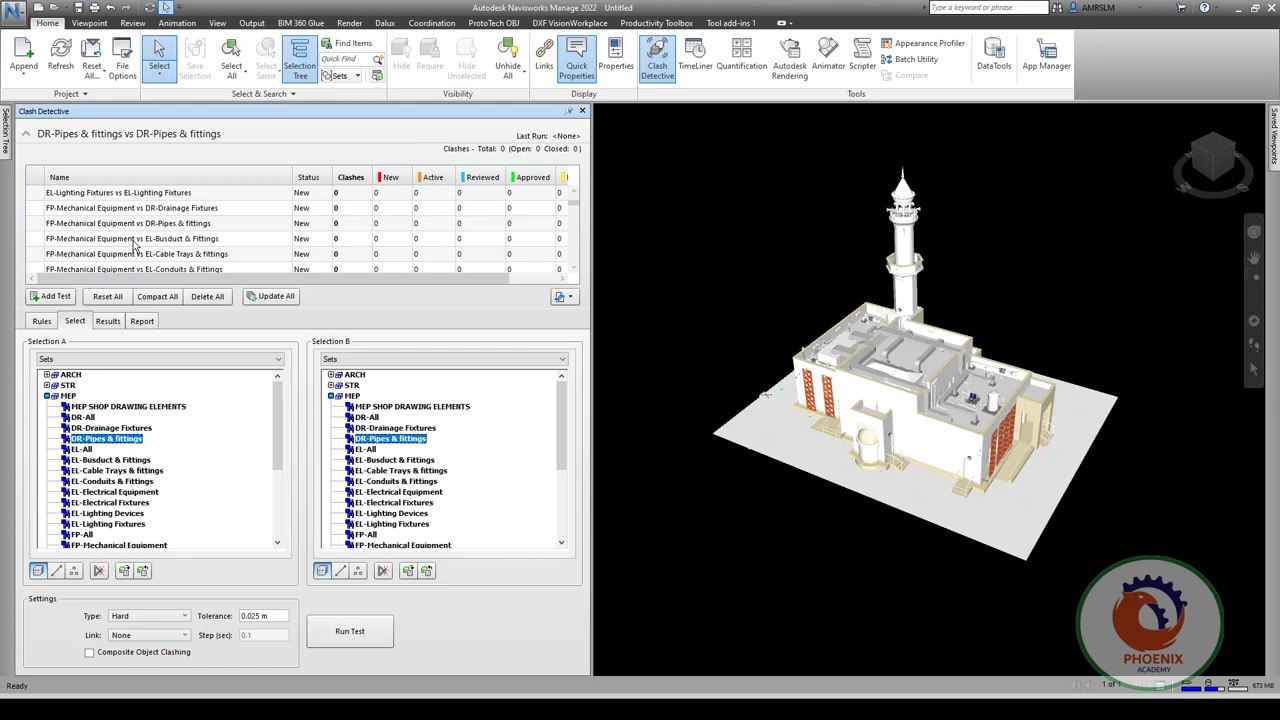 Autodesk Navisworks Manage 2022 Untitled
Type a keyword or phrase
AMRSLM
Home Viewpoint Review Animation View Output BIM 360 Glue Render Dalux Coordination ProtoTech OBJ DXF VisionWorkplace Productivity Toolbox Tool add-ins 1
Append
Refresh
Reset All...
File Options
Project
Select
Save Selection
Select All
Select Same
Selection Tree
Find Items
Quick Find
Sets
Select & Search
Hide
Require
Hide Unselected
Unhide All
Visibility
Links
Quick Properties
Properties
Display
Clash Detective
TimeLiner
Quantification
Autodesk Rendering
Animator
Scripter
Appearance Profiler
Batch Utility
Compare
Tools
DataTools
App Manager
Selection Tree
Clash Detective
DR-Pipes & fittings vs DR-Pipes & fittings
Last Run: <None>
Clashes - Total: 0 (Open: 0 Closed: 0)
Name Status Clashes New Active Reviewed Approved
EL-Lighting Fixtures vs EL-Lighting Fixtures New 0 0 0 0 0 0
FP-Mechanical Equipment vs DR-Drainage Fixtures New 0 0 0 0 0 0
FP-Mechanical Equipment vs DR-Pipes & fittings New 0 0 0 0 0 0
FP-Mechanical Equipment vs EL-Busduct & Fittings New 0 0 0 0 0 0
FP-Mechanical Equipment vs EL-Cable Trays & fittings New 0 0 0 0 0 0
FP-Mechanical Equipment vs EL-Conduits & Fittings New 0 0 0 0 0 0
Add Test Reset All Compact All Delete All Update All
Rules Select Results Report
Selection A
Sets
ARCH
STR
MEP
MEP SHOP DRAWING ELEMENTS
DR-All
DR-Drainage Fixtures
DR-Pipes & fittings
EL-All
EL-Busduct & Fittings
EL-Cable Trays & fittings
EL-Conduits & Fittings
EL-Electrical Equipment
EL-Electrical Fixtures
EL-Lighting Devices
EL-Lighting Fixtures
FP-All
FP-Mechanical Equipment
Selection B
Sets
ARCH
STR
MEP
MEP SHOP DRAWING ELEMENTS
DR-All
DR-Drainage Fixtures
DR-Pipes & fittings
EL-All
EL-Busduct & Fittings
EL-Cable Trays & fittings
EL-Conduits & Fittings
EL-Electrical Equipment
EL-Electrical Fixtures
EL-Lighting Devices
EL-Lighting Fixtures
FP-All
FP-Mechanical Equipment
Settings
Type: Hard Tolerance: 0.025 m
Link: None Step (sec): 0.1
Composite Object Clashing
Run Test
Saved Viewpoints
W S
PHOENIX
ACADEMY
Ready
1 of 1
673 MB